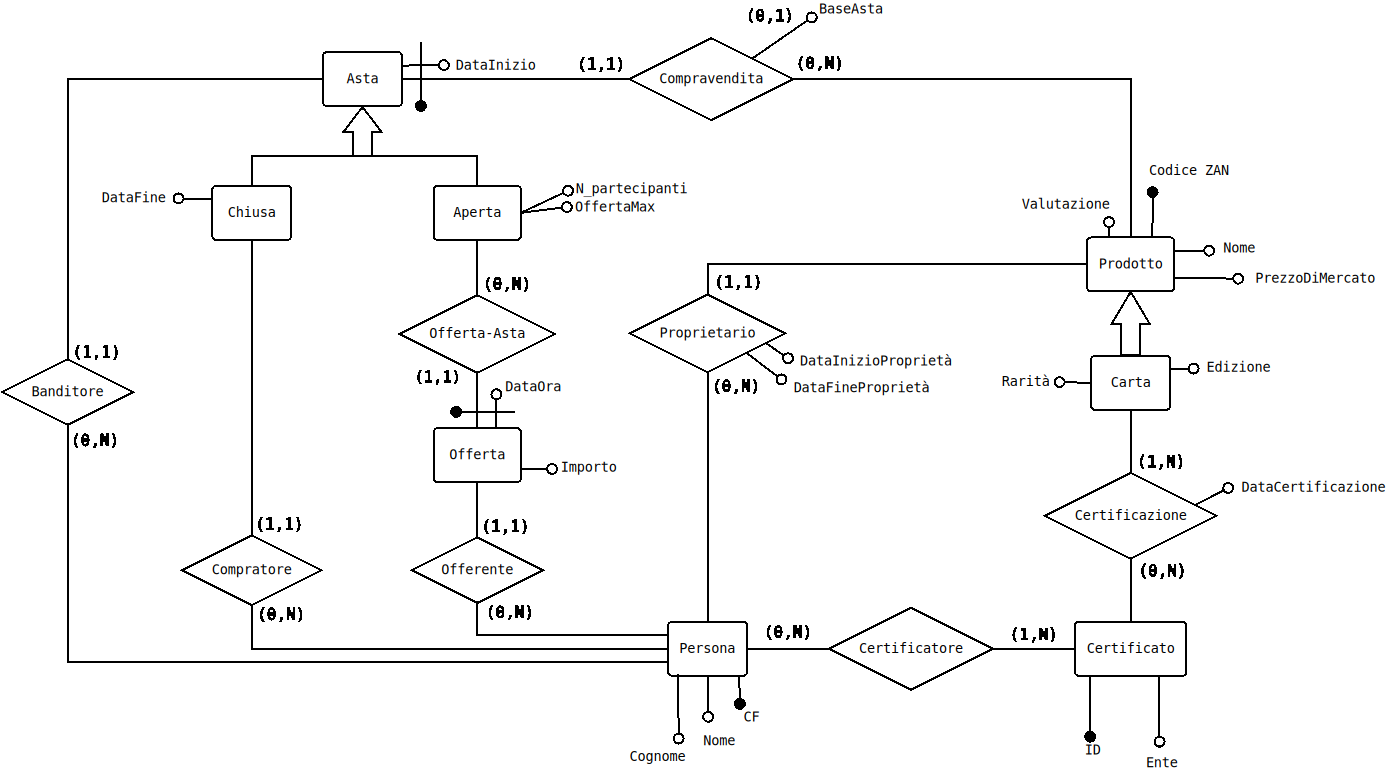 (0,1)
BaseAsta
Asta
DataInizio
(1,1)
Compravendita
(0,N)
Codice ZAN
DataFine
Chiusa
Aperta
N_partecipanti
OffertaMax
Valutazione
Nome
Prodotto
PrezzoDiMercato
(0,N)
(1,1)
Offerta-Asta
Proprietario
DataInizioProprietà
DataFineProprietà
(1,1)
Banditore
(0,N)
(1,1)
DataOra
(0,N)
Rarità
Carta
Edizione
Offerta
Importo
(1,N)
DataCertificazione
Certificazione
(0,N)
(1,1)
Compratore
(0,N)
(1,1)
Offerente
(0,N)
Persona
(0,N)
Certificatore
(1,N)
Certificato
CF
Nome
Cognome
ID
Ente